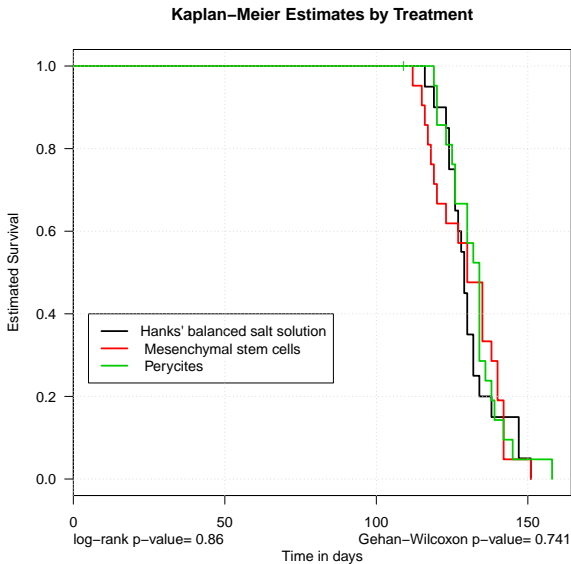 Kaplan−Meier Estimates by Treatment
Estimated Survival
1.0
0.8
0.6
0.4
0.2
0.0
Hanks' balanced salt solution
Mesenchymal stem cells
Perycites
0 50 100 150
log−rank p−value= 0.86 Gehan−Wilcoxon p−value= 0.741
Time in days